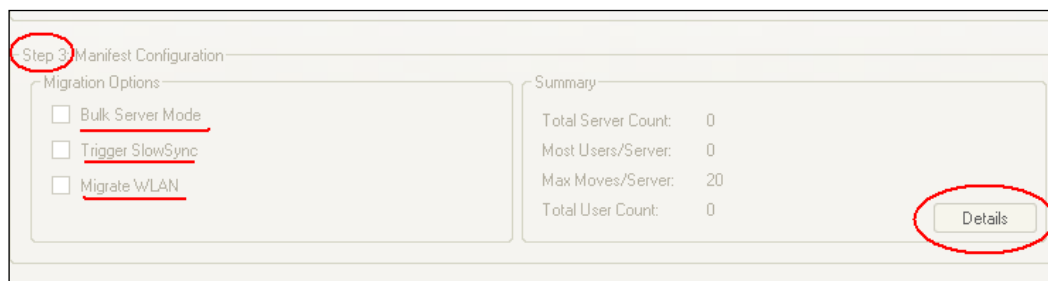 Step 3: Manifest Configuration
Migration Options
Bulk Server Mode
Trigger SlowSync
Migrate WLAN
Summary
Total Server Count: 0
Most Users/Server: 0
Max Moves/Server: 20
Total User Count: 0
Details